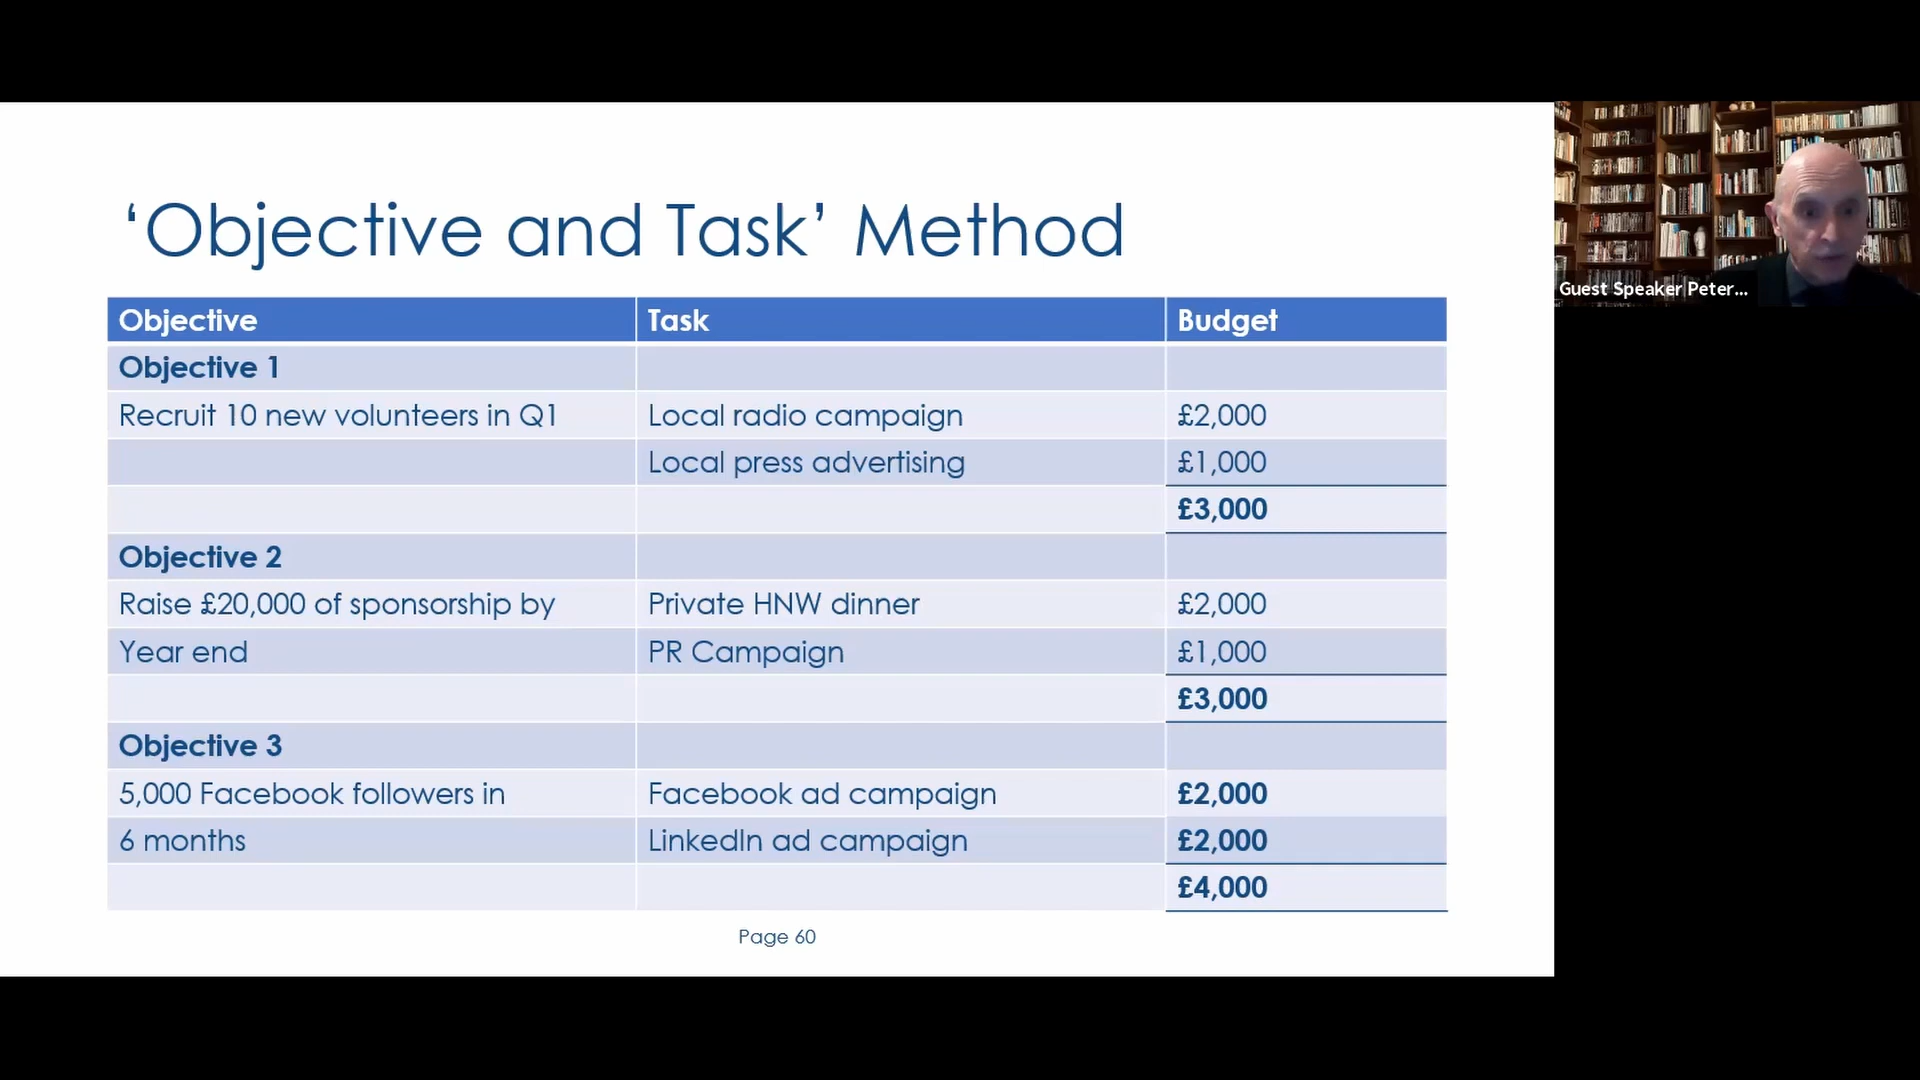 ‘Objective and Task’ Method
Objective Task Budget
Objective 1
Recruit 10 new volunteers in Q1 Local radio campaign £2,000
Local press advertising £1,000
£3,000
Objective 2
Raise £20,000 of sponsorship by Private HNW dinner £2,000
Year end PR Campaign £1,000
£3,000
Objective 3
5,000 Facebook followers in Facebook ad campaign £2,000
6 months LinkedIn ad campaign £2,000
£4,000
Page 60
Guest Speaker Peter...